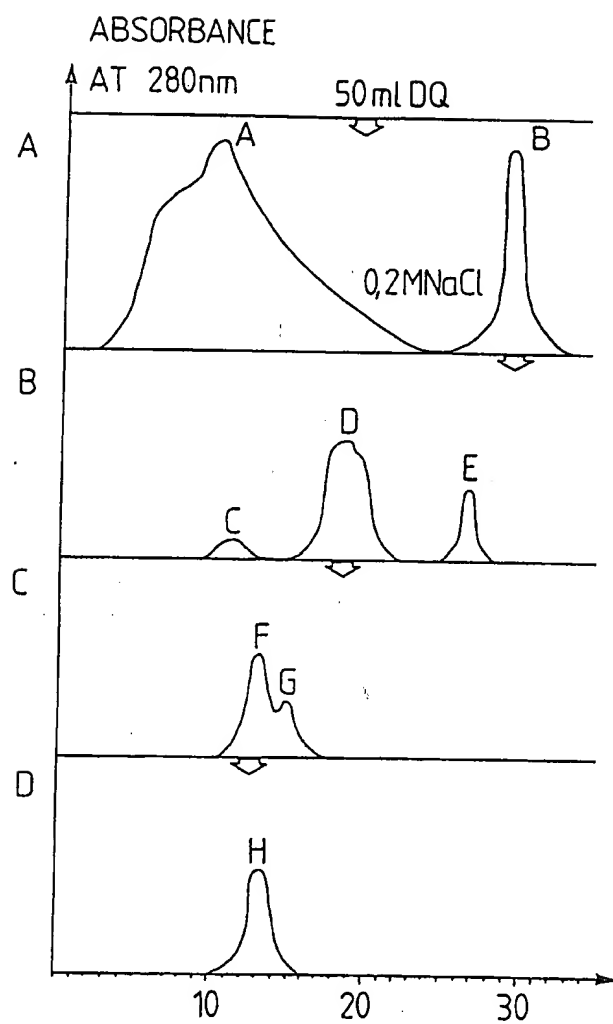 ABSORBANCE
AT 280nm
50ml DQ
A
A
B
0,2MNaCl
B
D
E
C
C
F
G
D
H
10
20
30